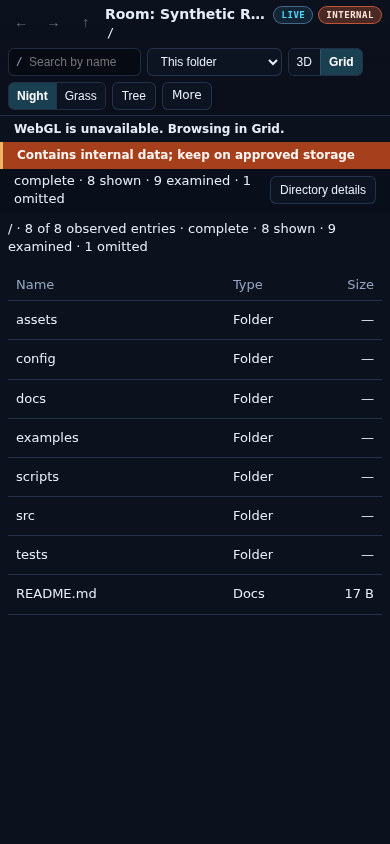 ← → ↑ Room: Synthetic R… LIVE INTERNAL
/
/ Search by name This folder 3D Grid
Night Grass Tree More
WebGL is unavailable. Browsing in Grid.
Contains internal data; keep on approved storage
complete · 8 shown · 9 examined · 1
omitted
Directory details
/ · 8 of 8 observed entries · complete · 8 shown · 9
examined · 1 omitted
Name Type Size
assets Folder —
config Folder —
docs Folder —
examples Folder —
scripts Folder —
src Folder —
tests Folder —
README.md Docs 17 B